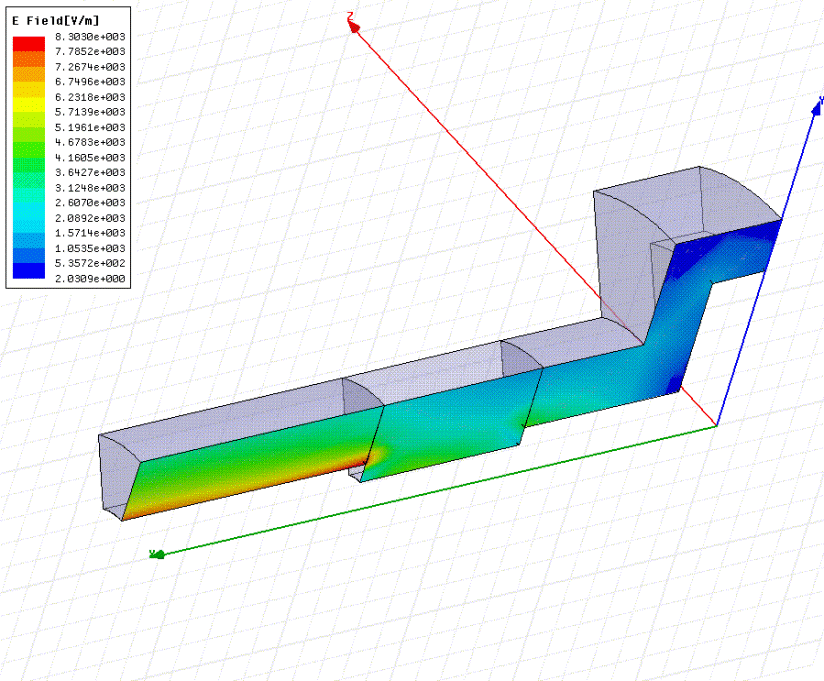 E Field[V/m]
8.3030e+003
7.7852e+003
7.2674e+003
6.7496e+003
6.2318e+003
5.7139e+003
5.1961e+003
4.6783e+003
4.1605e+003
3.6427e+003
3.1248e+003
2.6070e+003
2.0892e+003
1.5714e+003
1.0535e+003
5.3572e+002
2.0309e+000
Z